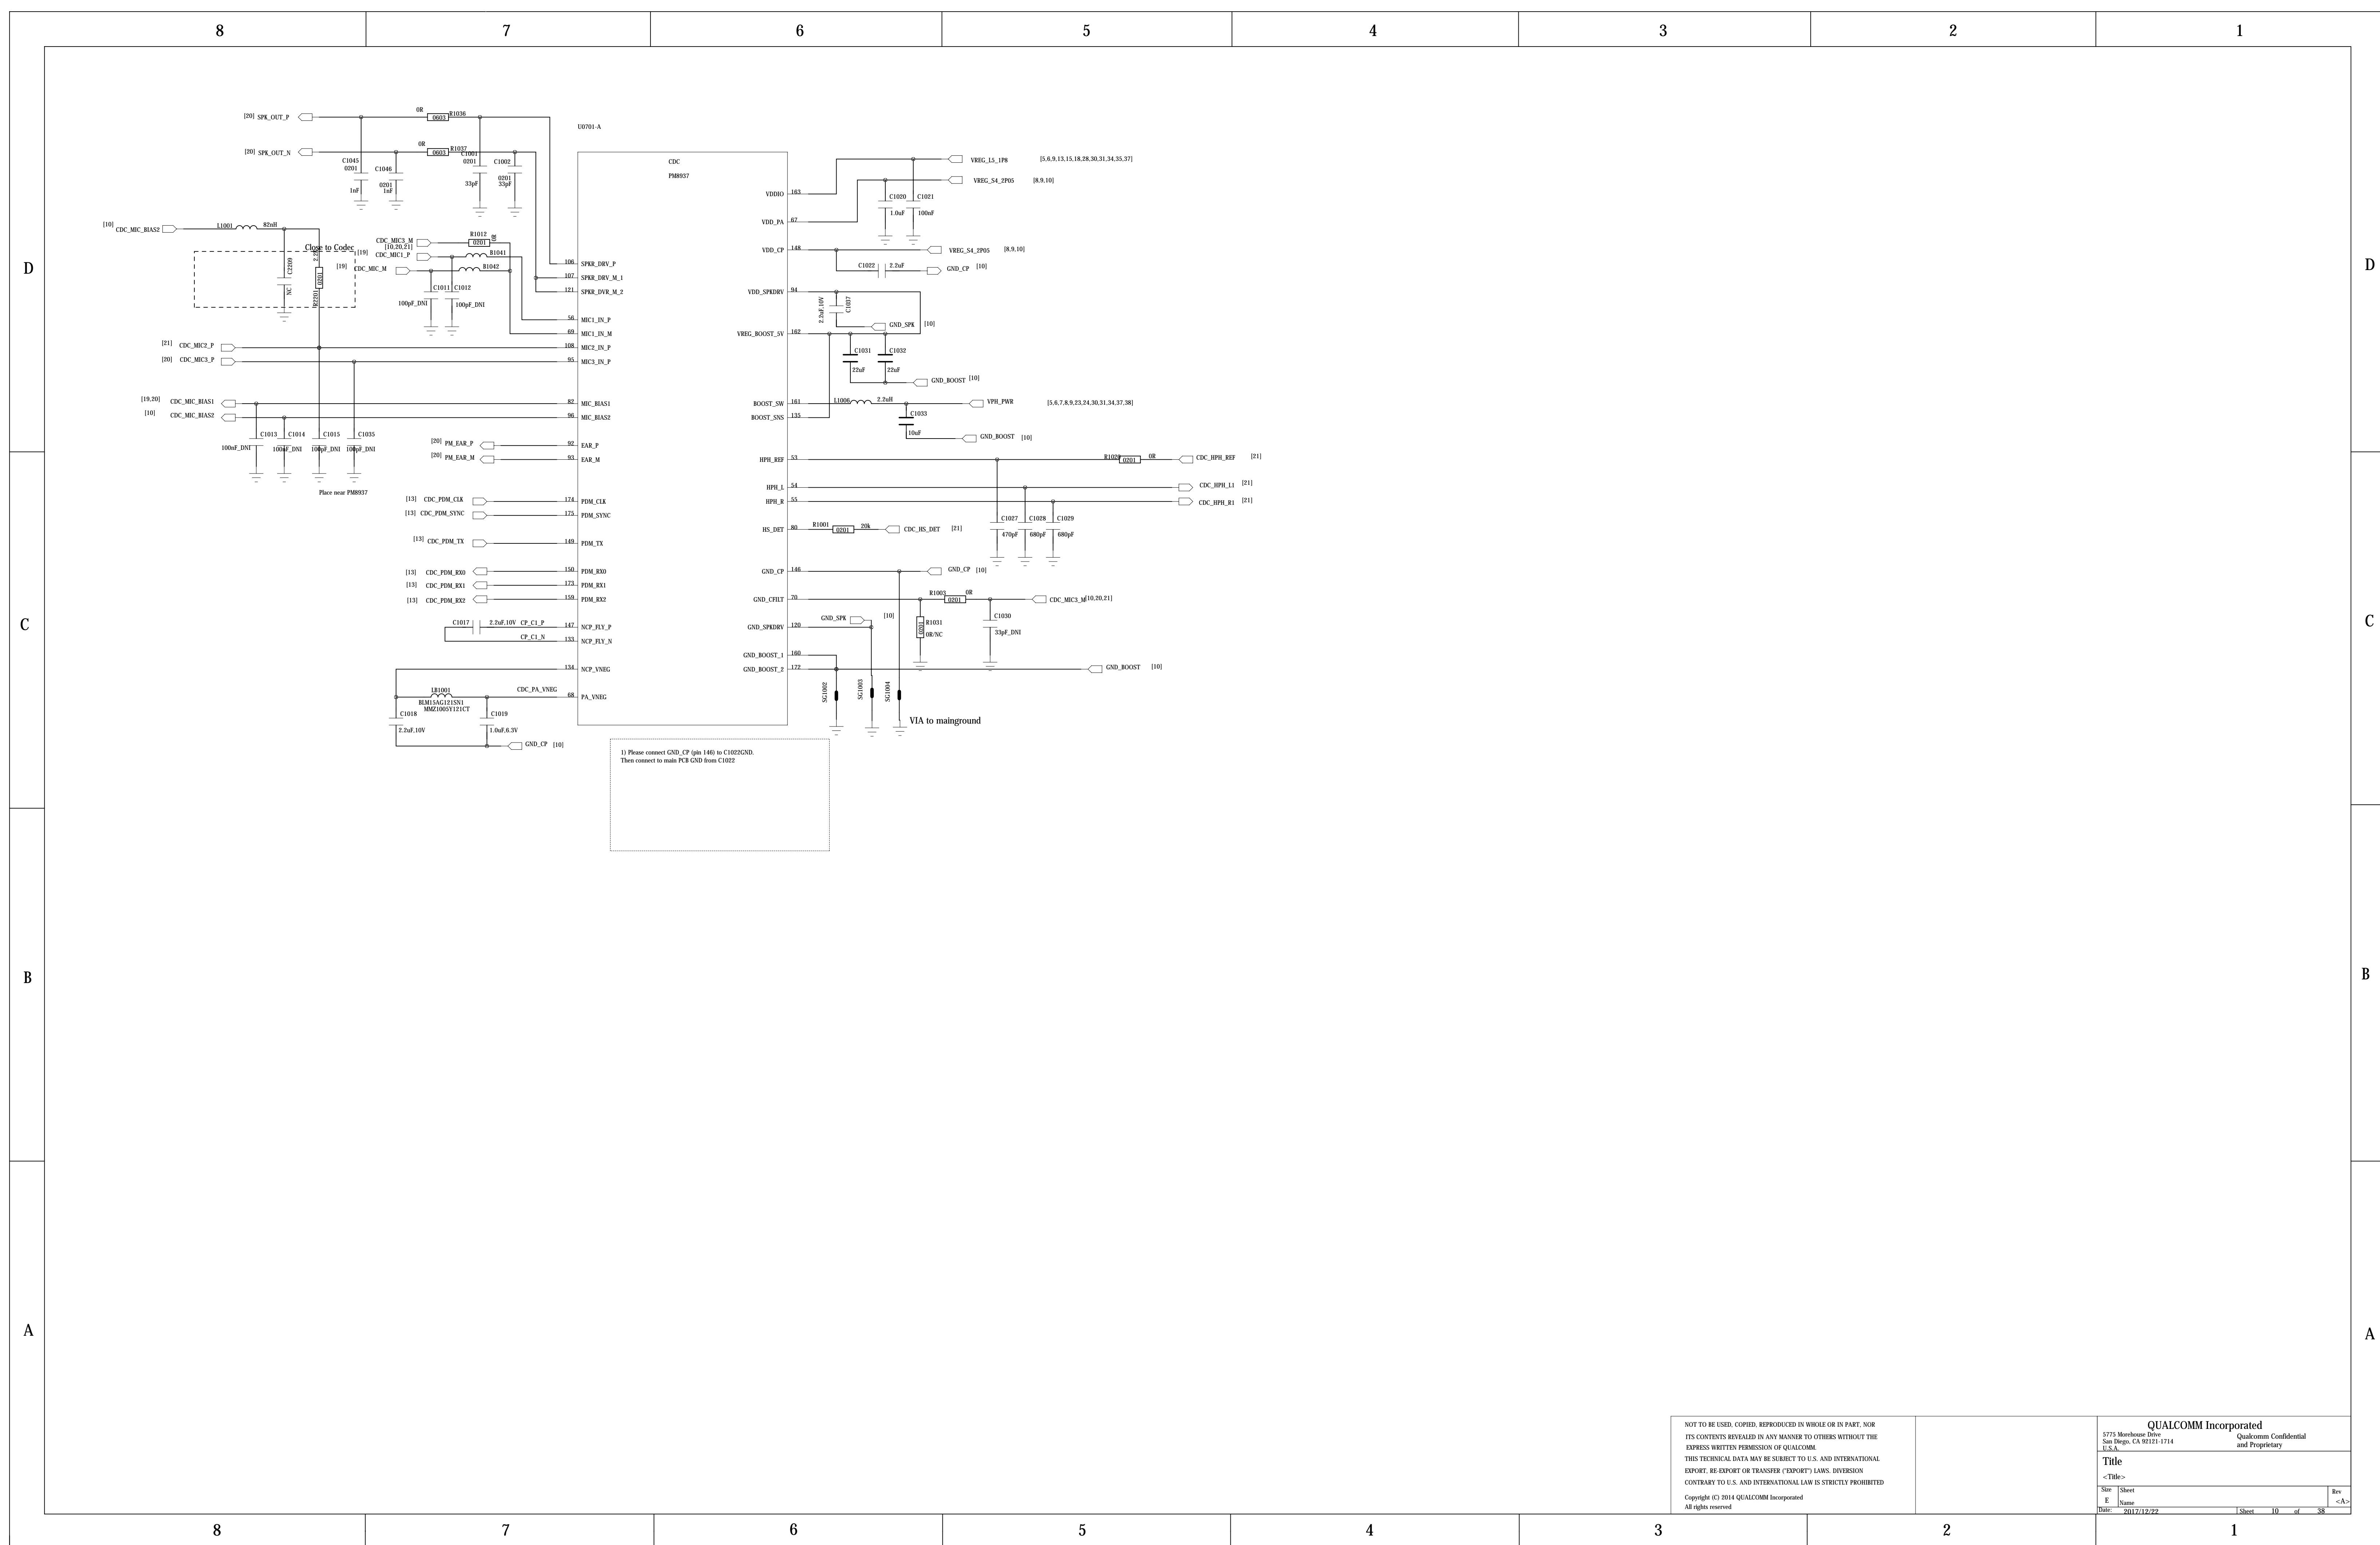 8 7 6 5 4 3 2 1
D
C
B
A
D
C
B
A
[20] SPK_OUT_P
0R
0603
R1036
[20] SPK_OUT_N
0R
0603
R1037
C1045
0201
1nF
C1046
0201
1nF
C1001
0201
33pF
C1002
0201
33pF
[10] CDC_MIC_BIAS2
L1001
82nH
Close to Codec
C2209
NC
0201
R2201
CDC_MIC3_M
[10,20,21]
R1012
0201
0R
[19]
CDC_MIC1_P
B1041
[19]
CDC_MIC_M
B1042
C1011
100pF_DNI
C1012
100pF_DNI
[21] CDC_MIC2_P
[20] CDC_MIC3_P
[19,20] CDC_MIC_BIAS1
[10] CDC_MIC_BIAS2
C1013
100nF_DNI
C1014
100nF_DNI
C1015
100pF_DNI
C1035
100pF_DNI
Place near PM8937
[20] PM_EAR_P
[20] PM_EAR_M
[13] CDC_PDM_CLK
[13] CDC_PDM_SYNC
[13] CDC_PDM_TX
[13] CDC_PDM_RX0
[13] CDC_PDM_RX1
[13] CDC_PDM_RX2
C1017
2.2uF,10V
CP_C1_P
CP_C1_N
LB1001
BLM15AG121SN1
MMZ1005Y121CT
CDC_PA_VNEG
C1018
2.2uF,10V
C1019
1.0uF,6.3V
GND_CP [10]
U0701-A
CDC
PM8937
106 SPKR_DRV_P
107 SPKR_DRV_M_1
121 SPKR_DVR_M_2
56 MIC1_IN_P
69 MIC1_IN_M
108 MIC2_IN_P
95 MIC3_IN_P
82 MIC_BIAS1
96 MIC_BIAS2
92 EAR_P
93 EAR_M
174 PDM_CLK
175 PDM_SYNC
149 PDM_TX
150 PDM_RX0
173 PDM_RX1
159 PDM_RX2
147 NCP_FLY_P
133 NCP_FLY_N
134 NCP_VNEG
68 PA_VNEG
VDDIO 163
VDD_PA 67
VDD_CP 148
VDD_SPKDRV 94
VREG_BOOST_5V 162
BOOST_SW 161
BOOST_SNS 135
HPH_REF 53
HPH_L 54
HPH_R 55
HS_DET 80
GND_CP 146
GND_CFILT 70
GND_SPKDRV 120
GND_BOOST_1 160
GND_BOOST_2 172
VREG_L5_1P8 [5,6,9,13,15,18,28,30,31,34,35,37]
VREG_S4_2P05 [8,9,10]
C1020
1.0uF
C1021
100nF
VREG_S4_2P05 [8,9,10]
C1022
2.2uF
GND_CP [10]
2.2uF,10V
C1037
GND_SPK [10]
C1031
22uF
C1032
22uF
GND_BOOST [10]
L1006
2.2uH
VPH_PWR [5,6,7,8,9,23,24,30,31,34,37,38]
C1033
10uF
GND_BOOST [10]
0201
0R
CDC_HPH_REF [21]
CDC_HPH_L1 [21]
CDC_HPH_R1 [21]
C1027
470pF
C1028
680pF
C1029
680pF
R1001
0201
20k
CDC_HS_DET [21]
GND_CP [10]
R1003
0201
0R
CDC_MIC3_M [10,20,21]
GND_SPK [10]
0201
R1031
0R/NC
C1030
33pF_DNI
GND_BOOST [10]
SG1002
SG1003
SG1004
VIA to mainground
1) Please connect GND_CP (pin 146) to C1022GND.
Then connect to main PCB GND from C1022
NOT TO BE USED, COPIED, REPRODUCED IN WHOLE OR IN PART, NOR
ITS CONTENTS REVEALED IN ANY MANNER TO OTHERS WITHOUT THE
EXPRESS WRITTEN PERMISSION OF QUALCOMM.
THIS TECHNICAL DATA MAY BE SUBJECT TO U.S. AND INTERNATIONAL
EXPORT, RE-EXPORT OR TRANSFER ("EXPORT") LAWS. DIVERSION
CONTRARY TO U.S. AND INTERNATIONAL LAW IS STRICTLY PROHIBITED
Copyright (C) 2014 QUALCOMM Incorporated
All rights reserved
QUALCOMM Incorporated
5775 Morehouse Drive
San Diego, CA 92121-1714
U.S.A.
Qualcomm Confidential
and Proprietary
Title
<Title>
Size
E
Sheet
Name
Rev
<A>
Date: 2017/12/22
Sheet 10 of 38
8 7 6 5 4 3 2 1